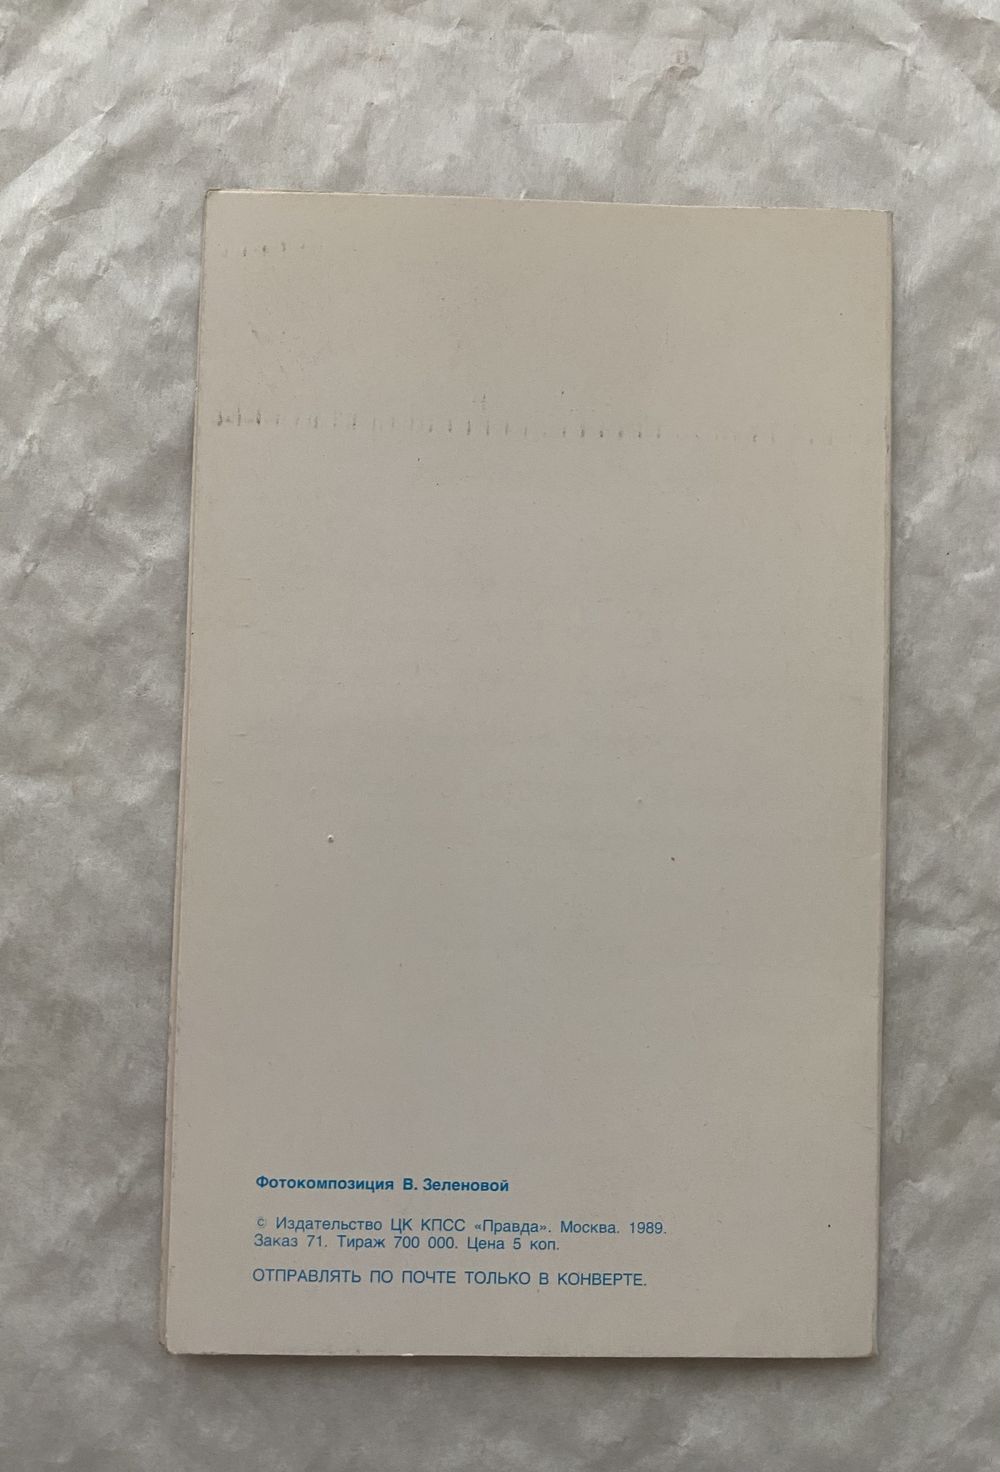 Фотокомпозиция В. Зеленовой
© Издательство ЦК КПСС «Правда». Москва. 1989.
Заказ 71. Тираж 700 000. Цена 5 коп.
ОТПРАВЛЯТЬ ПО ПОЧТЕ ТОЛЬКО В КОНВЕРТЕ.